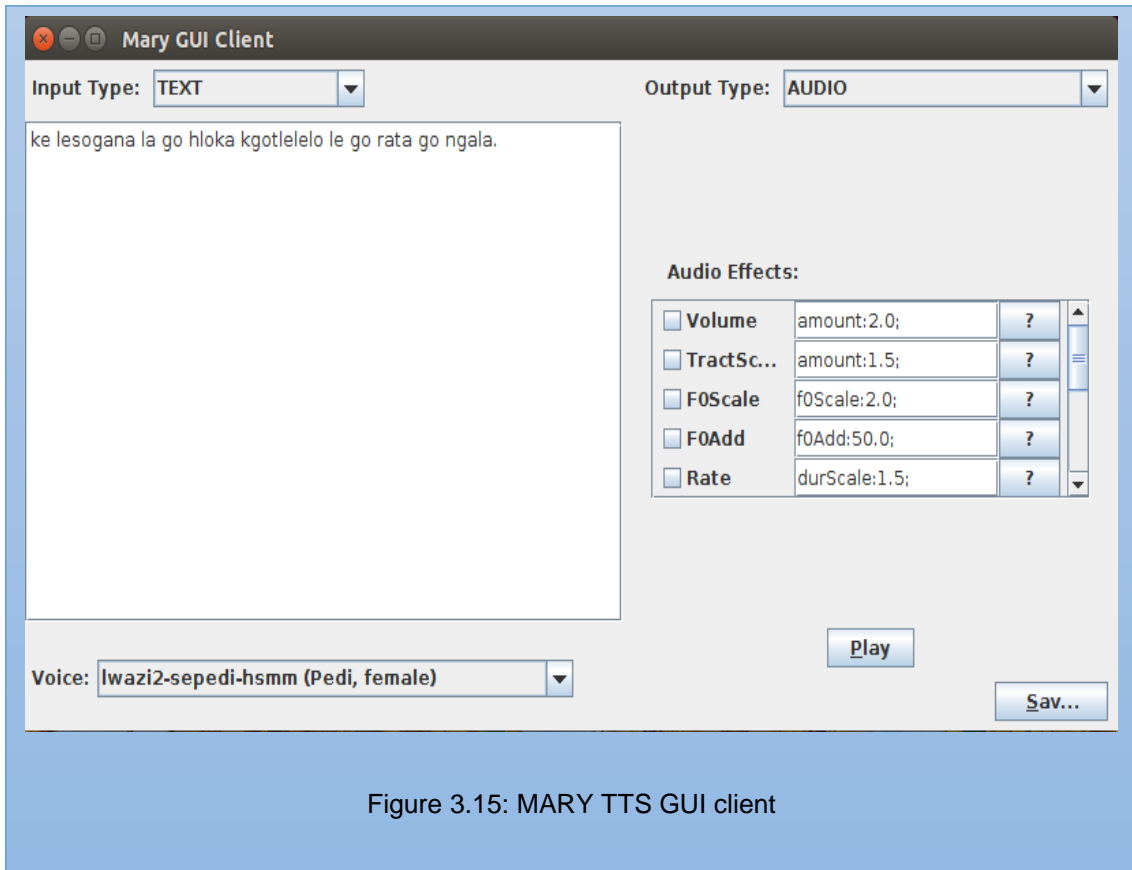 Mary GUI Client
Input Type: TEXT
Output Type: AUDIO
ke lesogana la go hloka kgotlelelo le go rata go ngala.
Audio Effects:
Volume amount:2.0; ?
TractSc... amount:1.5; ?
F0Scale f0Scale:2.0; ?
F0Add f0Add:50.0; ?
Rate durScale:1.5; ?
Play
Voice: lwazi2-sepedi-hsmm (Pedi, female)
Sav...
Figure 3.15: MARY TTS GUI client